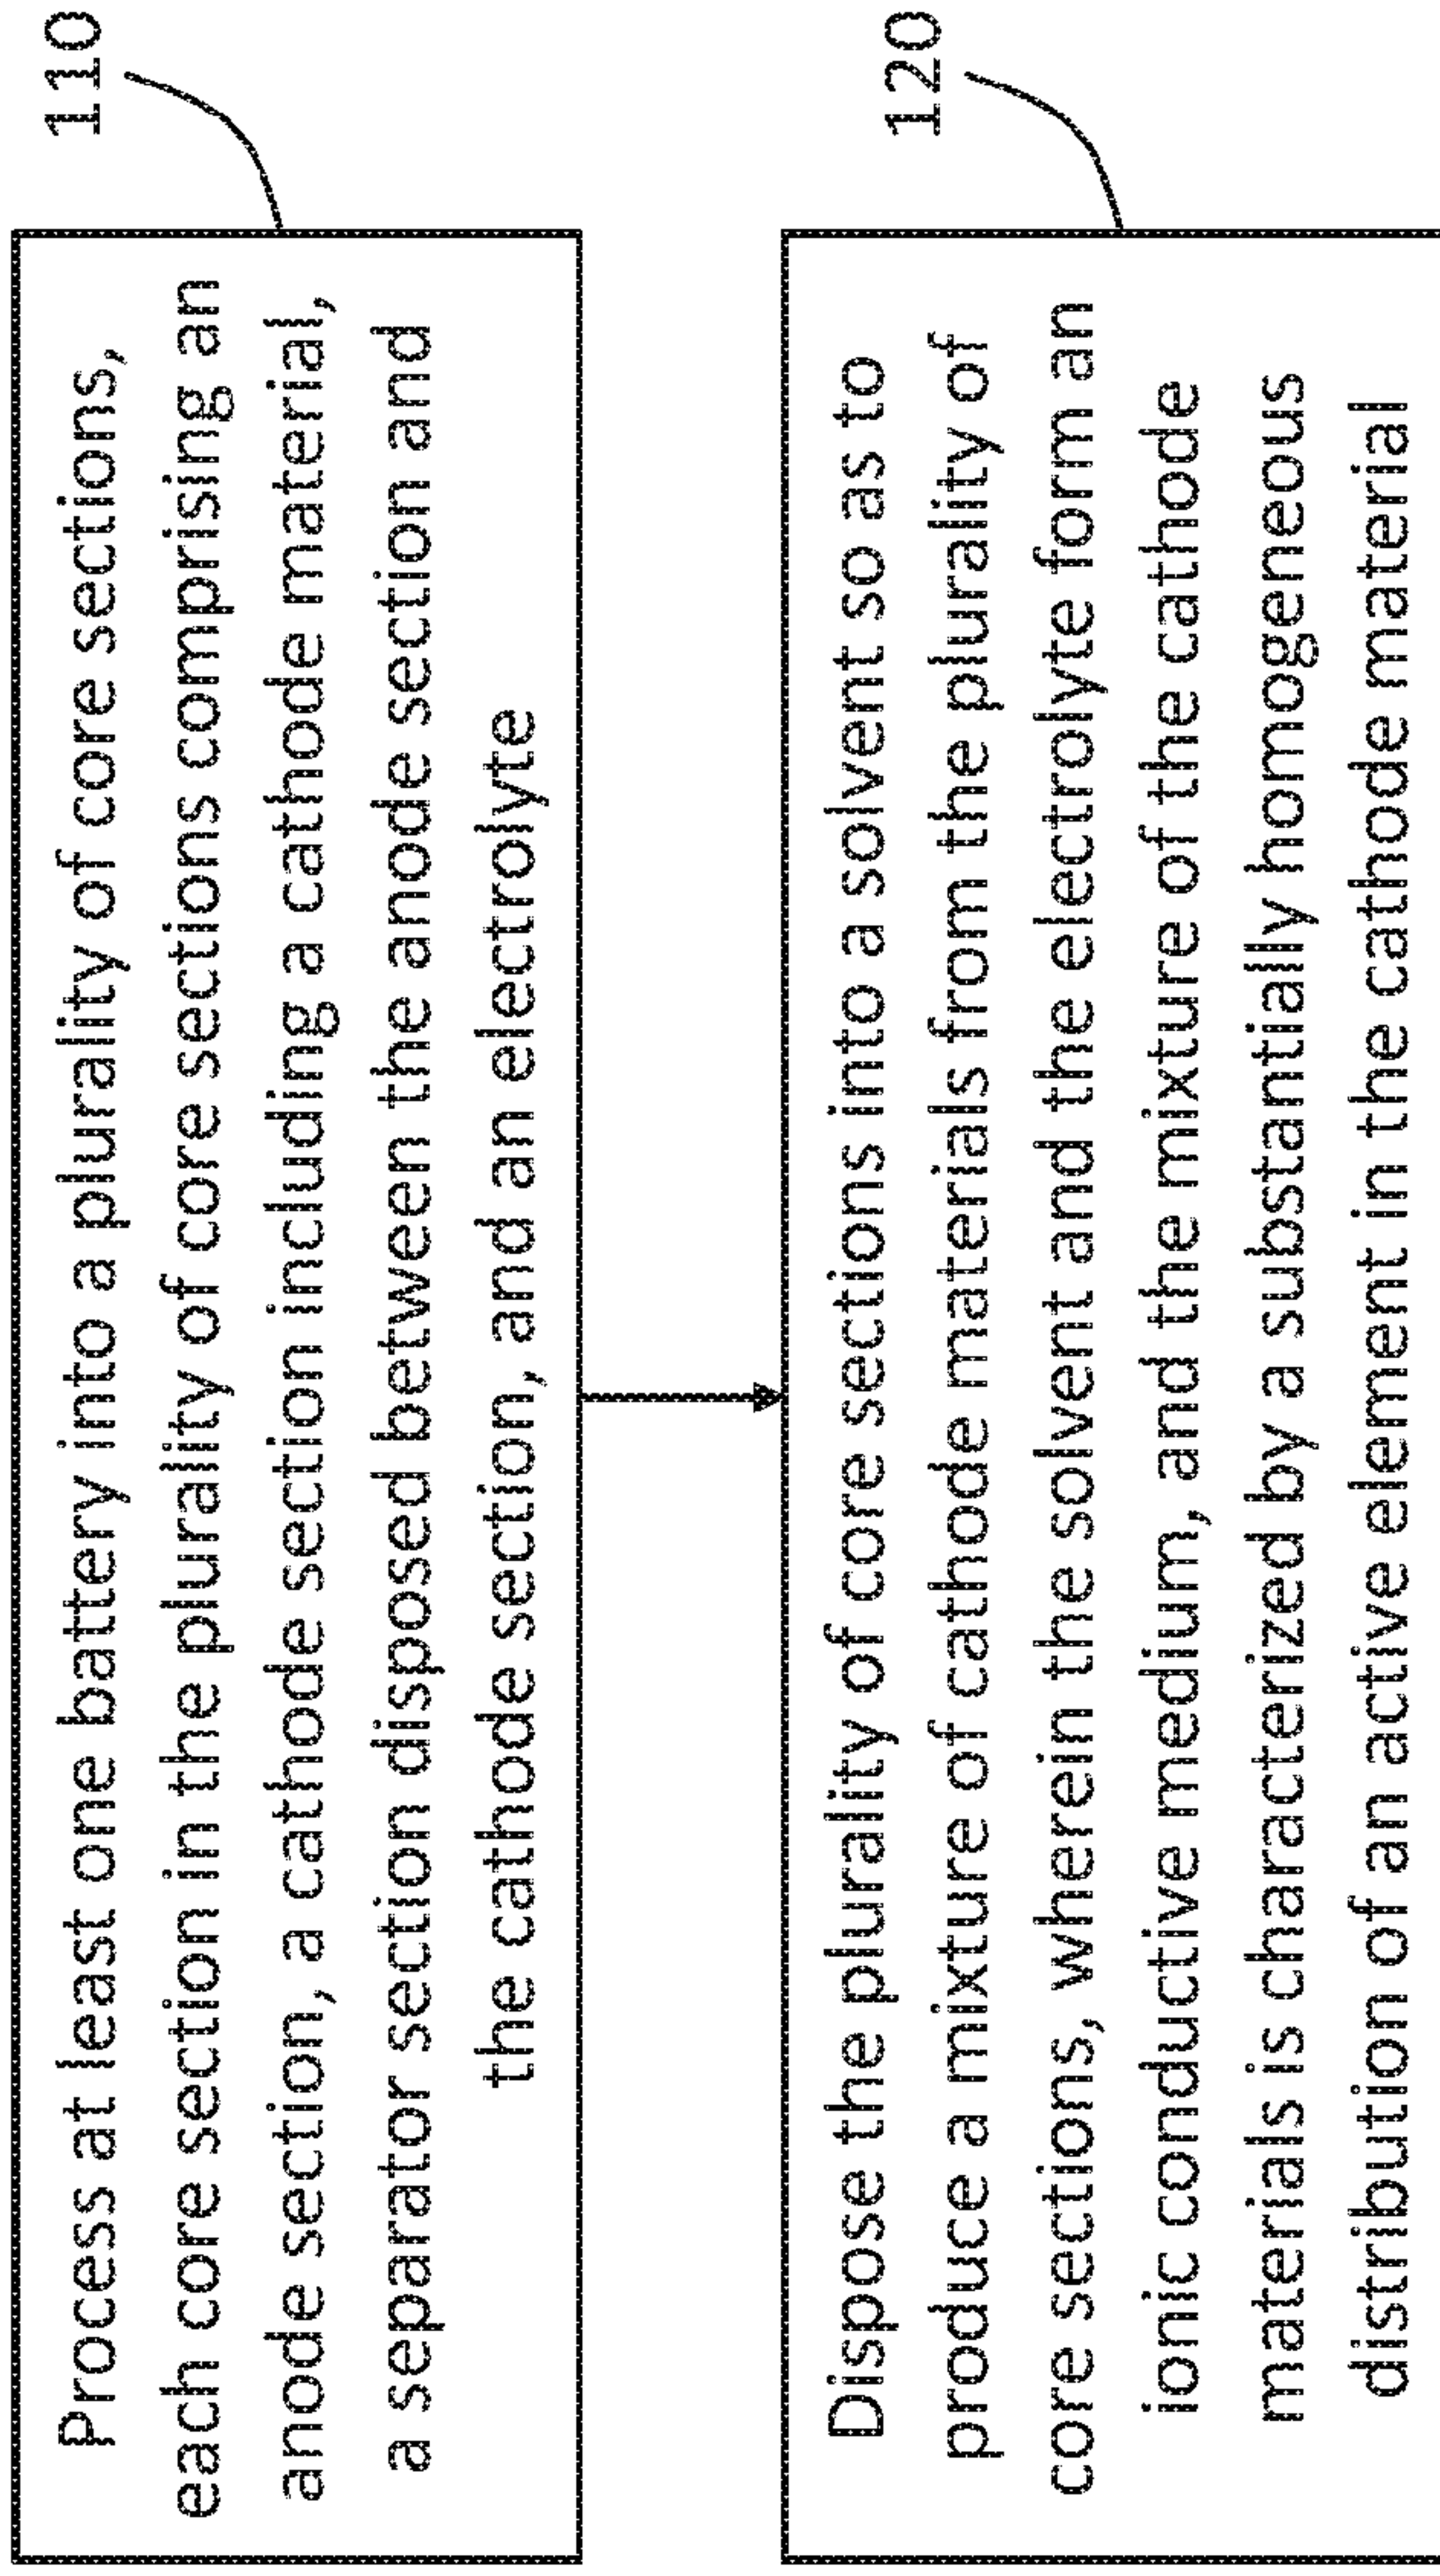 110
Process at least one battery into a plurality of core sections,
each core section in the plurality of core sections comprising an
anode section, a cathode section including a cathode material,
a separator section disposed between the anode section and
the cathode section, and an electrolyte
120
Dispose the plurality of core sections into a solvent so as to
produce a mixture of cathode materials from the plurality of
core sections, wherein the solvent and the electrolyte form an
ionic conductive medium, and the mixture of the cathode
materials is characterized by a substantially homogeneous
distribution of an active element in the cathode material